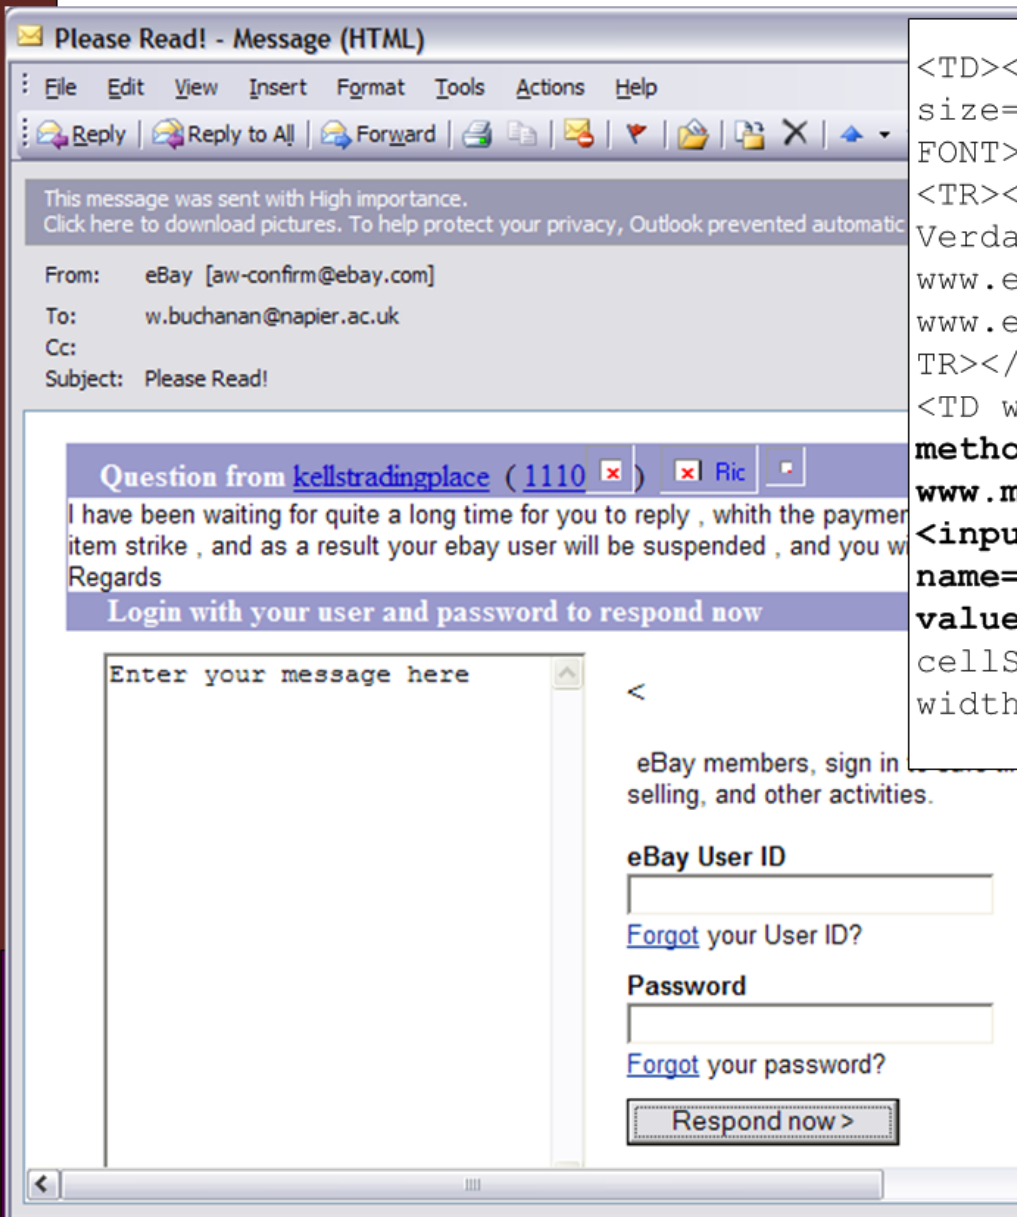 Please Read! - Message (HTML)
File Edit View Insert Format Tools Actions Help
Reply Reply to All Forward
This message was sent with High importance.
Click here to download pictures. To help protect your privacy, Outlook prevented automatic
From: eBay [aw-confirm@ebay.com]
To: w.buchanan@napier.ac.uk
Cc:
Subject: Please Read!
Question from kellstradingplace ( 1110 ) Ric
I have been waiting for quite a long time for you to reply , whith the paymer
item strike , and as a result your ebay user will be suspended , and you wi
Regards
Login with your user and password to respond now
Enter your message here
<
eBay members, sign in
selling, and other activities.
eBay User ID
Forgot your User ID?
Password
Forgot your password?
Respond now >
<TD><
size=
FONT>
<TR><
Verda
www.e
www.e
TR></
<TD w
metho
www.m
<inpu
name=
value
cellS
width